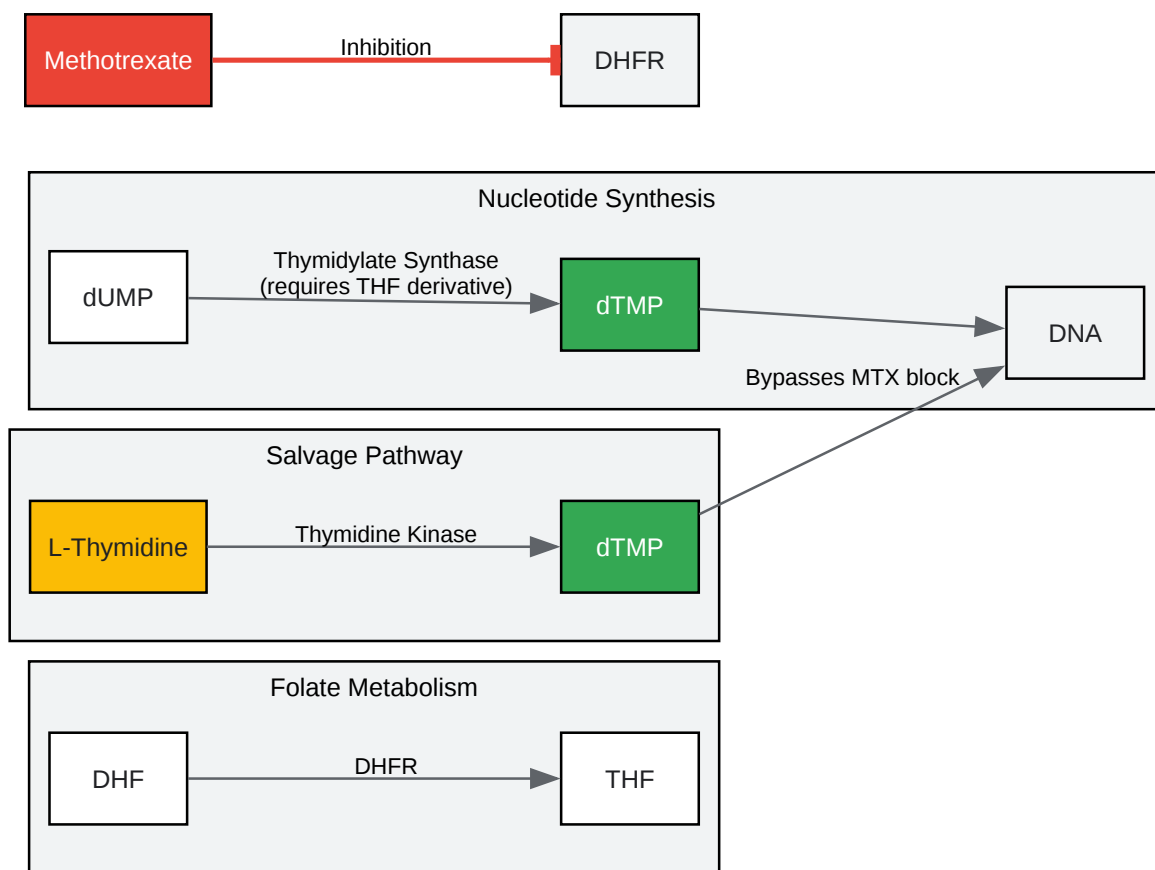 Methotrexate
Inhibition
DHFR
Nucleotide Synthesis
dUMP
Thymidylate Synthase
(requires THF derivative)
dTMP
DNA
Bypasses MTX block
Salvage Pathway
L-Thymidine
Thymidine Kinase
dTMP
Folate Metabolism
DHF
DHFR
THF